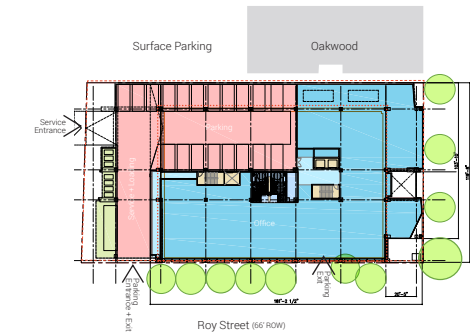 Surface Parking
Oakwood
Service
Entrance
Parking
Service + Loading
Office
Parking
Entrance + Exit
Parking
Exit
Roy Street (66' ROW)